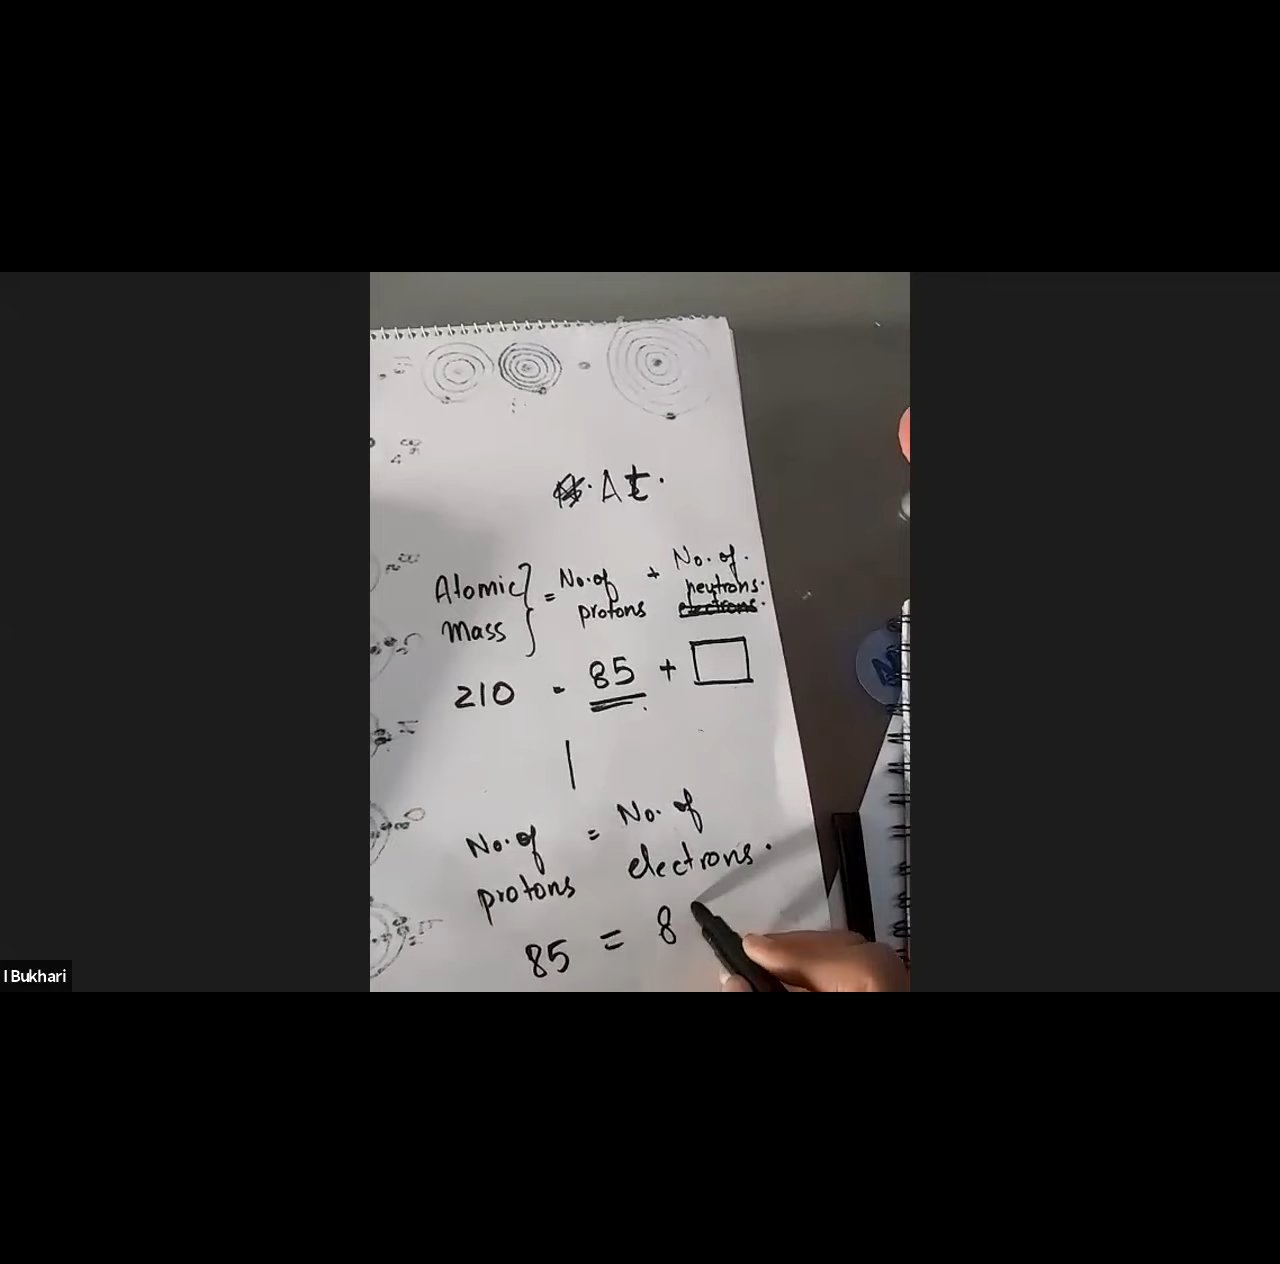 At.
No. of
Atomic } = No. of + neutrons.
mass protons electrons.
210 = 85 +
No. of = No. of
protons electrons.
85 = 8
I Bukhari